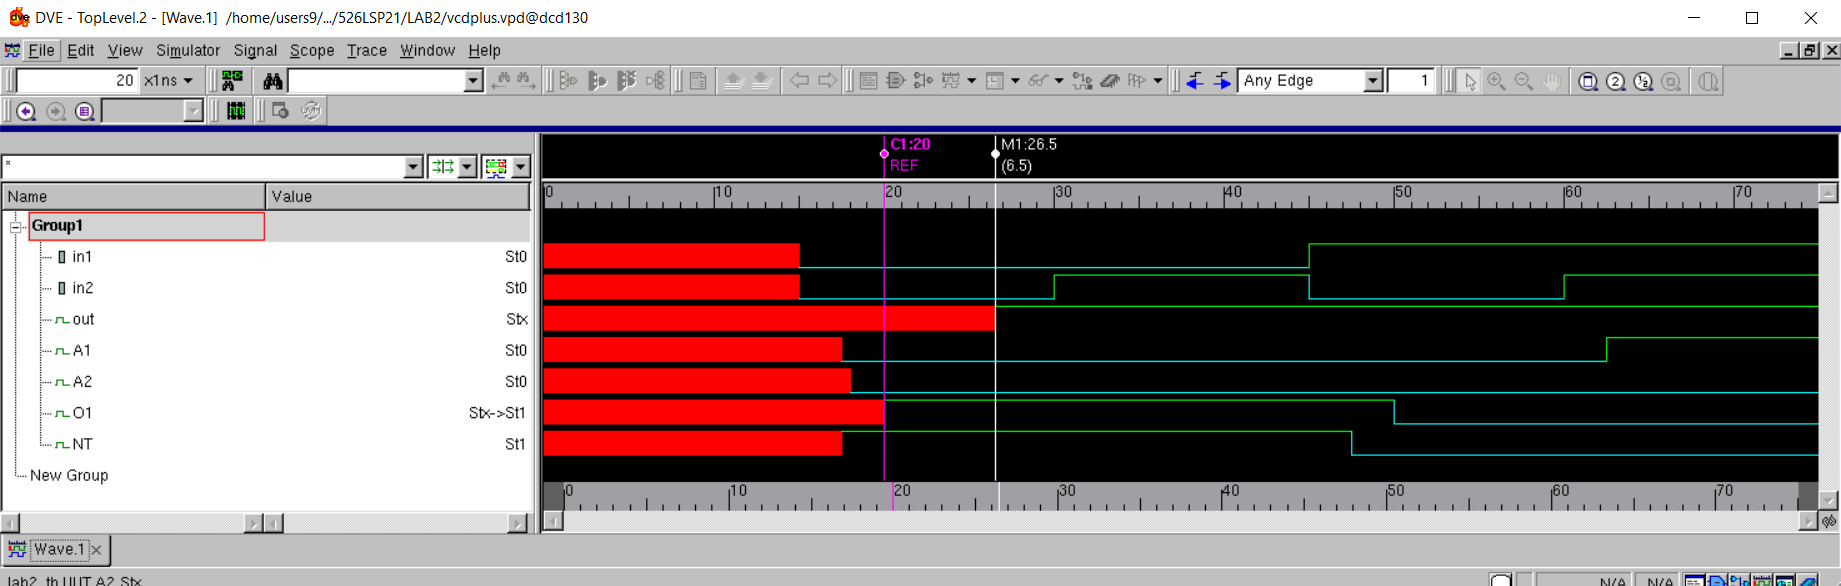 DVE - TopLevel.2 - [Wave.1] /home/users9/.../526LSP21/LAB2/vcdplus.vpd@dcd130
File Edit View Simulator Signal Scope Trace Window Help
20 x1ns Any Edge 1
C1:20 M1:26.5
REF (6.5)
*
Name Value 0 10 20 30 40 50 60 70
Group1
in1 St0
in2 St0
out Stx
A1 St0
A2 St0
O1 Stx->St1
NT St1
New Group
0 10 20 30 40 50 60 70
Wave.1
lab2_tb.UUT.A2 Stx N/A N/A